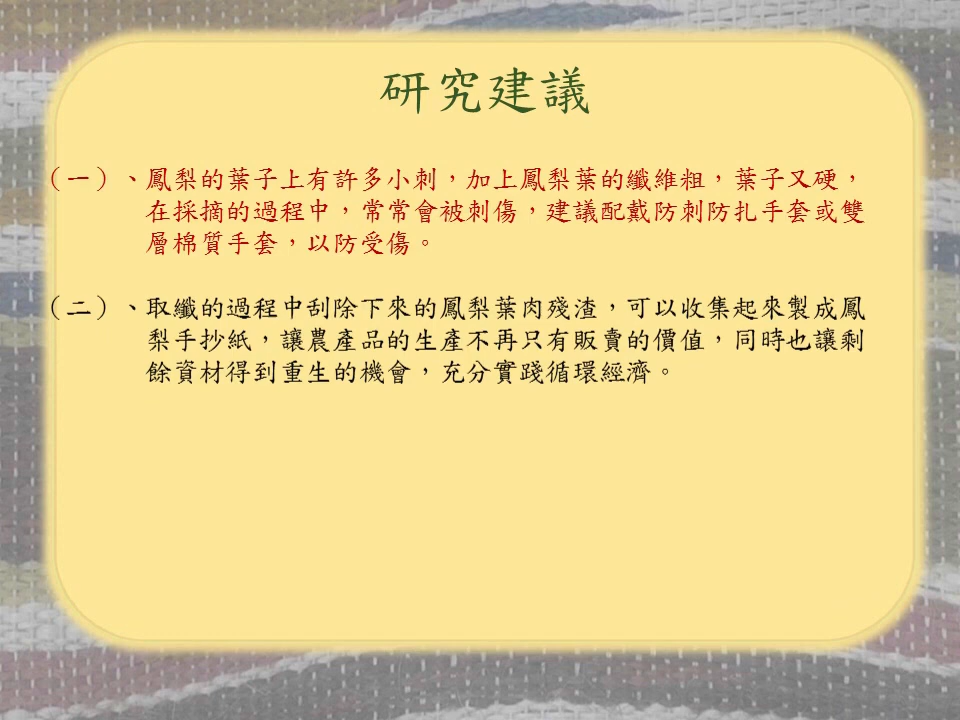 研究建議
（一）、鳳梨的葉子上有許多小刺，加上鳳梨葉的纖維粗，葉子又硬，
在採摘的過程中，常常會被刺傷，建議配戴防刺防扎手套或雙
層棉質手套，以防受傷。
（二）、取纖的過程中刮除下來的鳳梨葉肉殘渣，可以收集起來製成鳳
梨手抄紙，讓農產品的生產不再只有販賣的價值，同時也讓剩
餘資材得到重生的機會，充分實踐循環經濟。